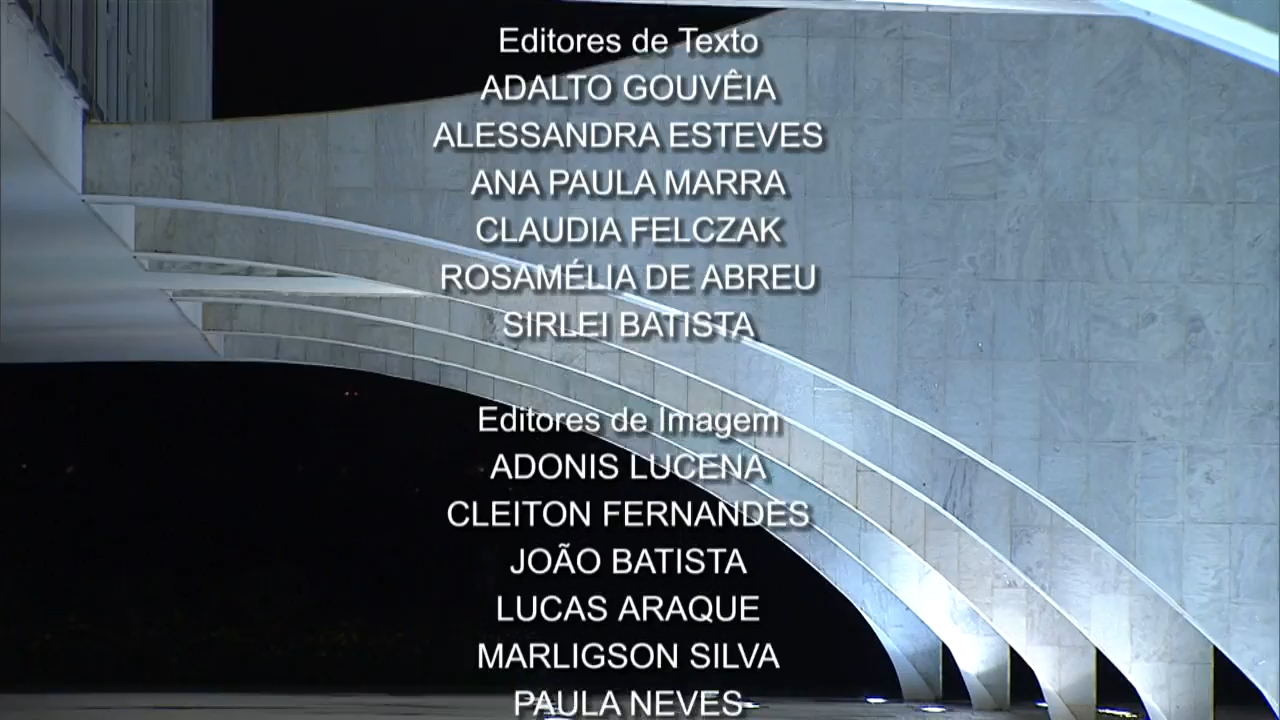 Editores de Texto
ADALTO GOUVÊIA
ALESSANDRA ESTEVES
ANA PAULA MARRA
CLAUDIA FELCZAK
ROSAMÉLIA DE ABREU
SIRLEI BATISTA
Editores de Imagem
ADONIS LUCENA
CLEITON FERNANDES
JOÃO BATISTA
LUCAS ARAQUE
MARLIGSON SILVA
PAULA NEVES